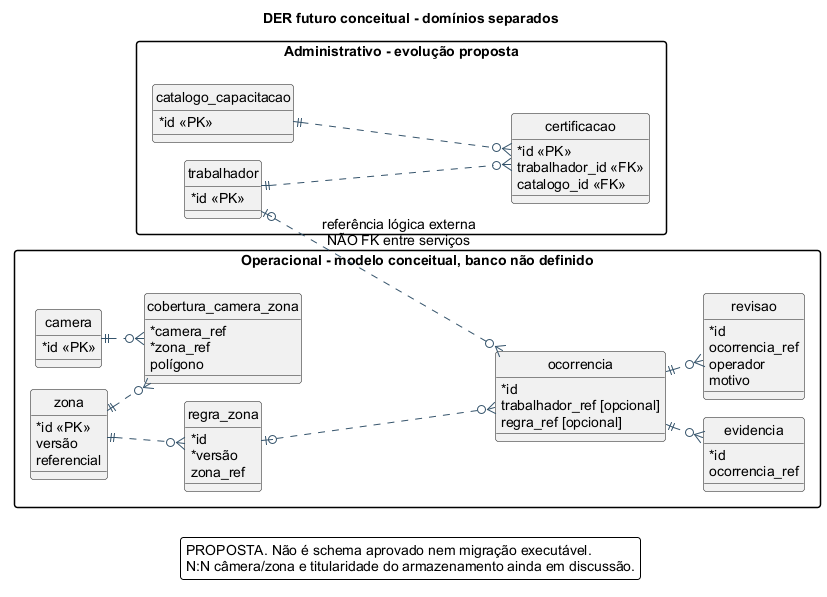 DER futuro conceitual - domínios separados
Administrativo - evolução proposta
catalogo_capacitacao
*id «PK»
trabalhador
*id «PK»
certificacao
*id «PK»
trabalhador_id «FK»
catalogo_id «FK»
referência lógica externa
NÃO FK entre serviços
Operacional - modelo conceitual, banco não definido
camera
*id «PK»
cobertura_camera_zona
*camera_ref
*zona_ref
polígono
zona
*id «PK»
versão
referencial
regra_zona
*id
*versão
zona_ref
ocorrencia
*id
trabalhador_ref [opcional]
regra_ref [opcional]
revisao
*id
ocorrencia_ref
operador
motivo
evidencia
*id
ocorrencia_ref
PROPOSTA. Não é schema aprovado nem migração executável.
N:N câmera/zona e titularidade do armazenamento ainda em discussão.